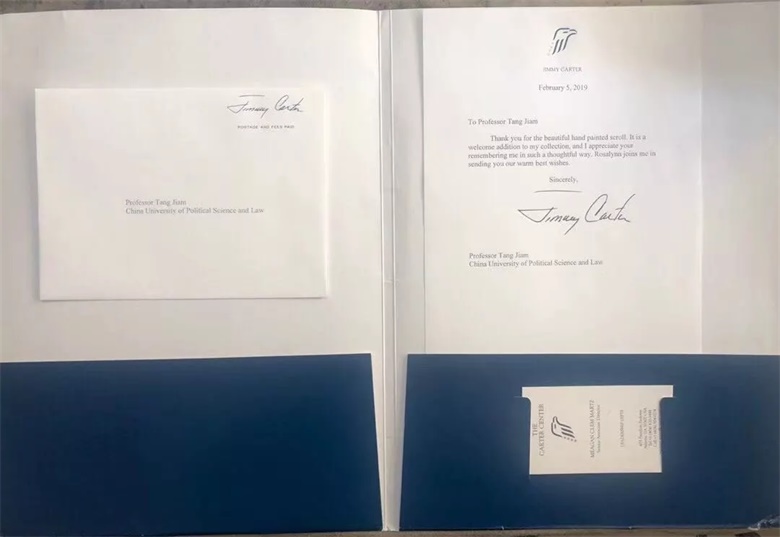 Jimmy Carter
POSTAGE AND FEES PAID
Professor Tang Jiam
China University of Political Science and Law
JIMMY CARTER
February 5, 2019
To Professor Tang Jiam
Thank you for the beautiful hand painted scroll. It is a
welcome addition to my collection, and I appreciate your
remembering me in such a thoughtful way. Rosalynn joins me in
sending you our warm best wishes.
Sincerely,
Jimmy Carter
Professor Tang Jiam
China University of Political Science and Law
THE
CARTER CENTER